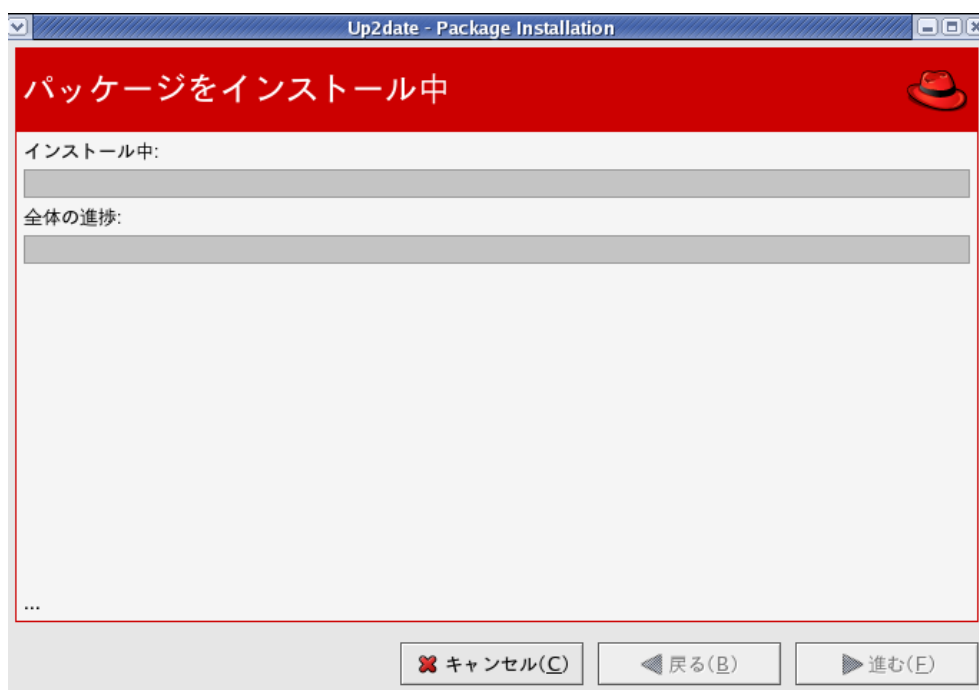 Up2date - Package Installation
パッケージをインストール中
インストール中:
全体の進捗:
...
キャンセル(C)
戻る(B)
進む(F)